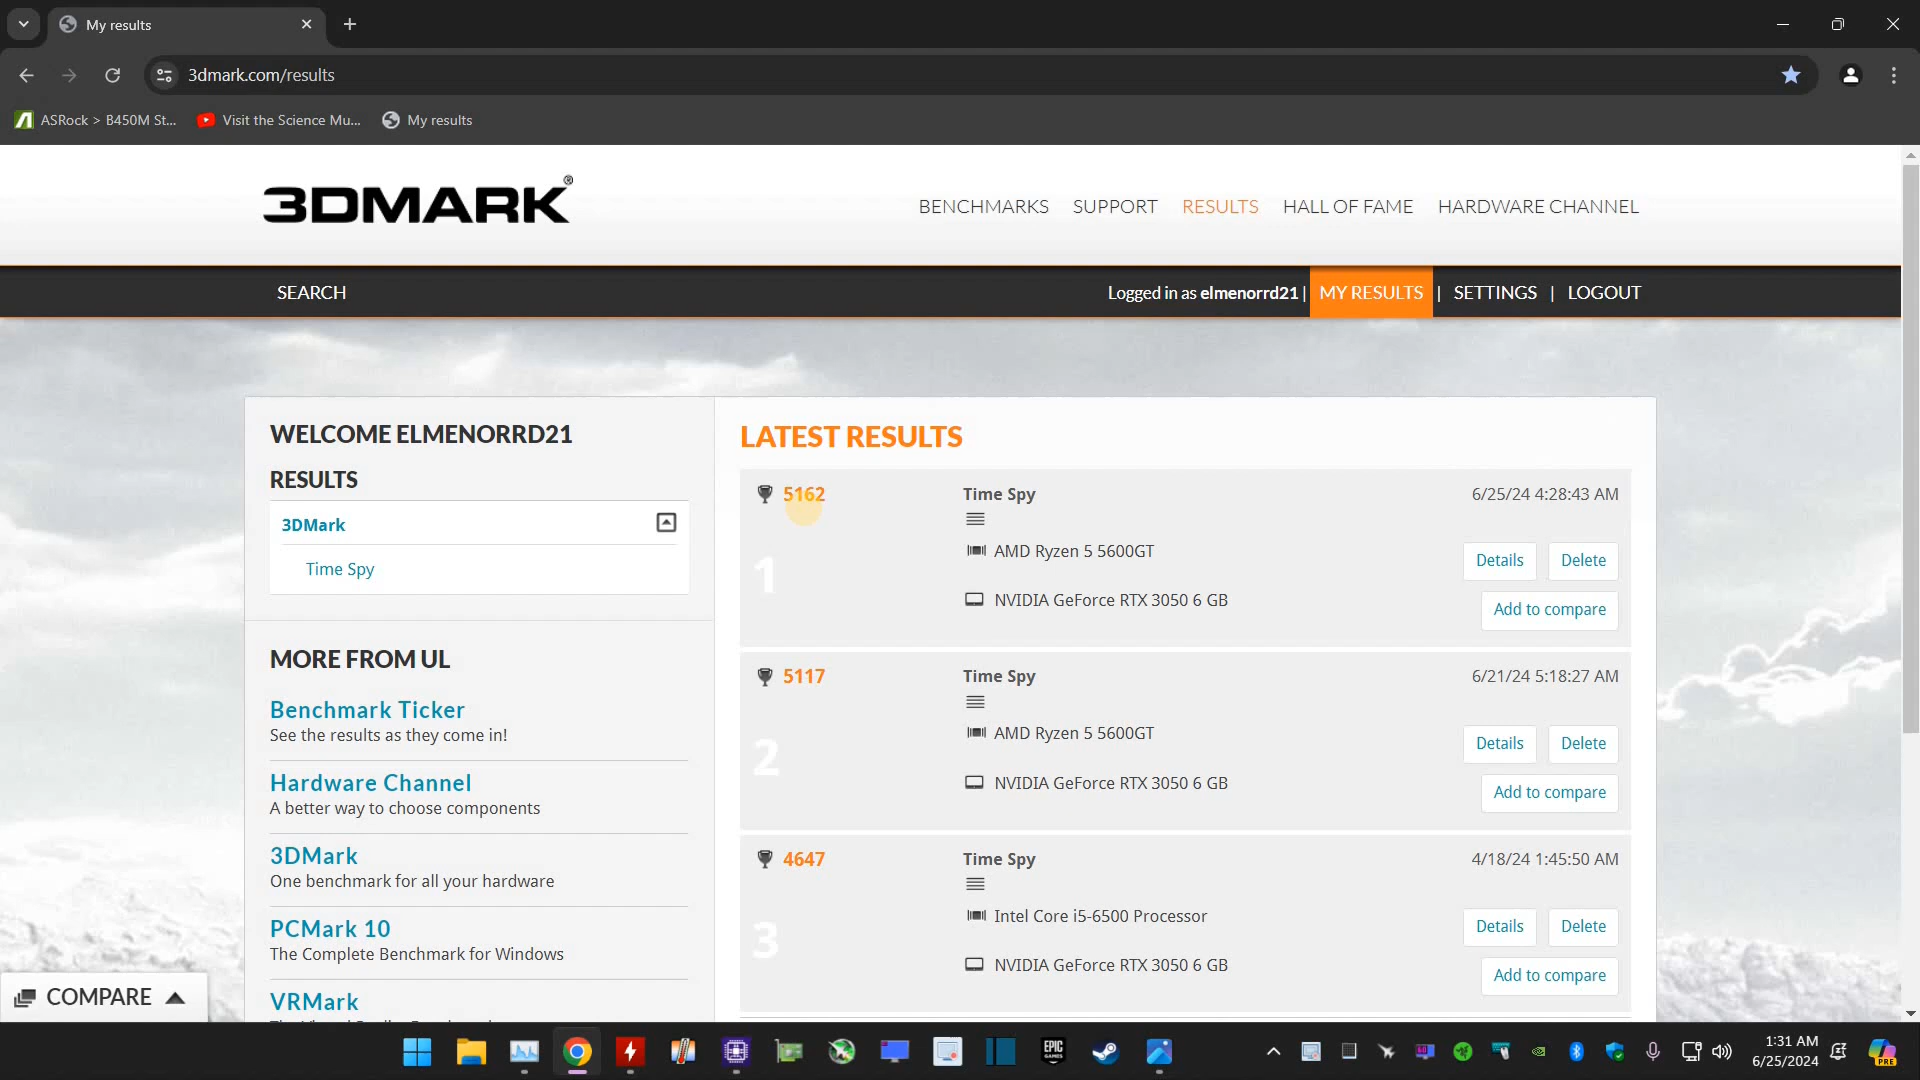 My results
3dmark.com/results
ASRock > B450M St...
Visit the Science Mu...
My results
3DMARK®
BENCHMARKS
SUPPORT
RESULTS
HALL OF FAME
HARDWARE CHANNEL
SEARCH
Logged in as elmenorrd21 |
MY RESULTS
| SETTINGS
| LOGOUT
WELCOME ELMENORRD21
RESULTS
3DMark
Time Spy
MORE FROM UL
Benchmark Ticker
See the results as they come in!
Hardware Channel
A better way to choose components
3DMark
One benchmark for all your hardware
PCMark 10
The Complete Benchmark for Windows
VRMark
LATEST RESULTS
5162
Time Spy
6/25/24 4:28:43 AM
1
AMD Ryzen 5 5600GT
Details
Delete
NVIDIA GeForce RTX 3050 6 GB
Add to compare
5117
Time Spy
6/21/24 5:18:27 AM
2
AMD Ryzen 5 5600GT
Details
Delete
NVIDIA GeForce RTX 3050 6 GB
Add to compare
4647
Time Spy
4/18/24 1:45:50 AM
3
Intel Core i5-6500 Processor
Details
Delete
NVIDIA GeForce RTX 3050 6 GB
Add to compare
COMPARE
EPIC
GAMES
60
1:31 AM
6/25/2024
PRE